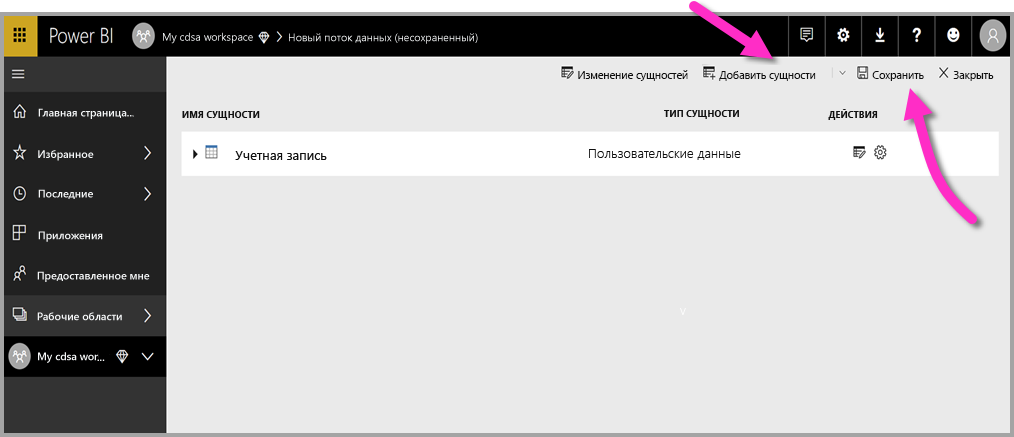 Power BI My cdsa workspace > Новый поток данных (несохраненный) ?
Изменение сущностей Добавить сущности Сохранить Закрыть
ИМЯ СУЩНОСТИ ТИП СУЩНОСТИ ДЕЙСТВИЯ
Учетная запись Пользовательские данные
Главная страница...
Избранное
Последние
Приложения
Предоставленное мне
Рабочие области
My cdsa wor...
v